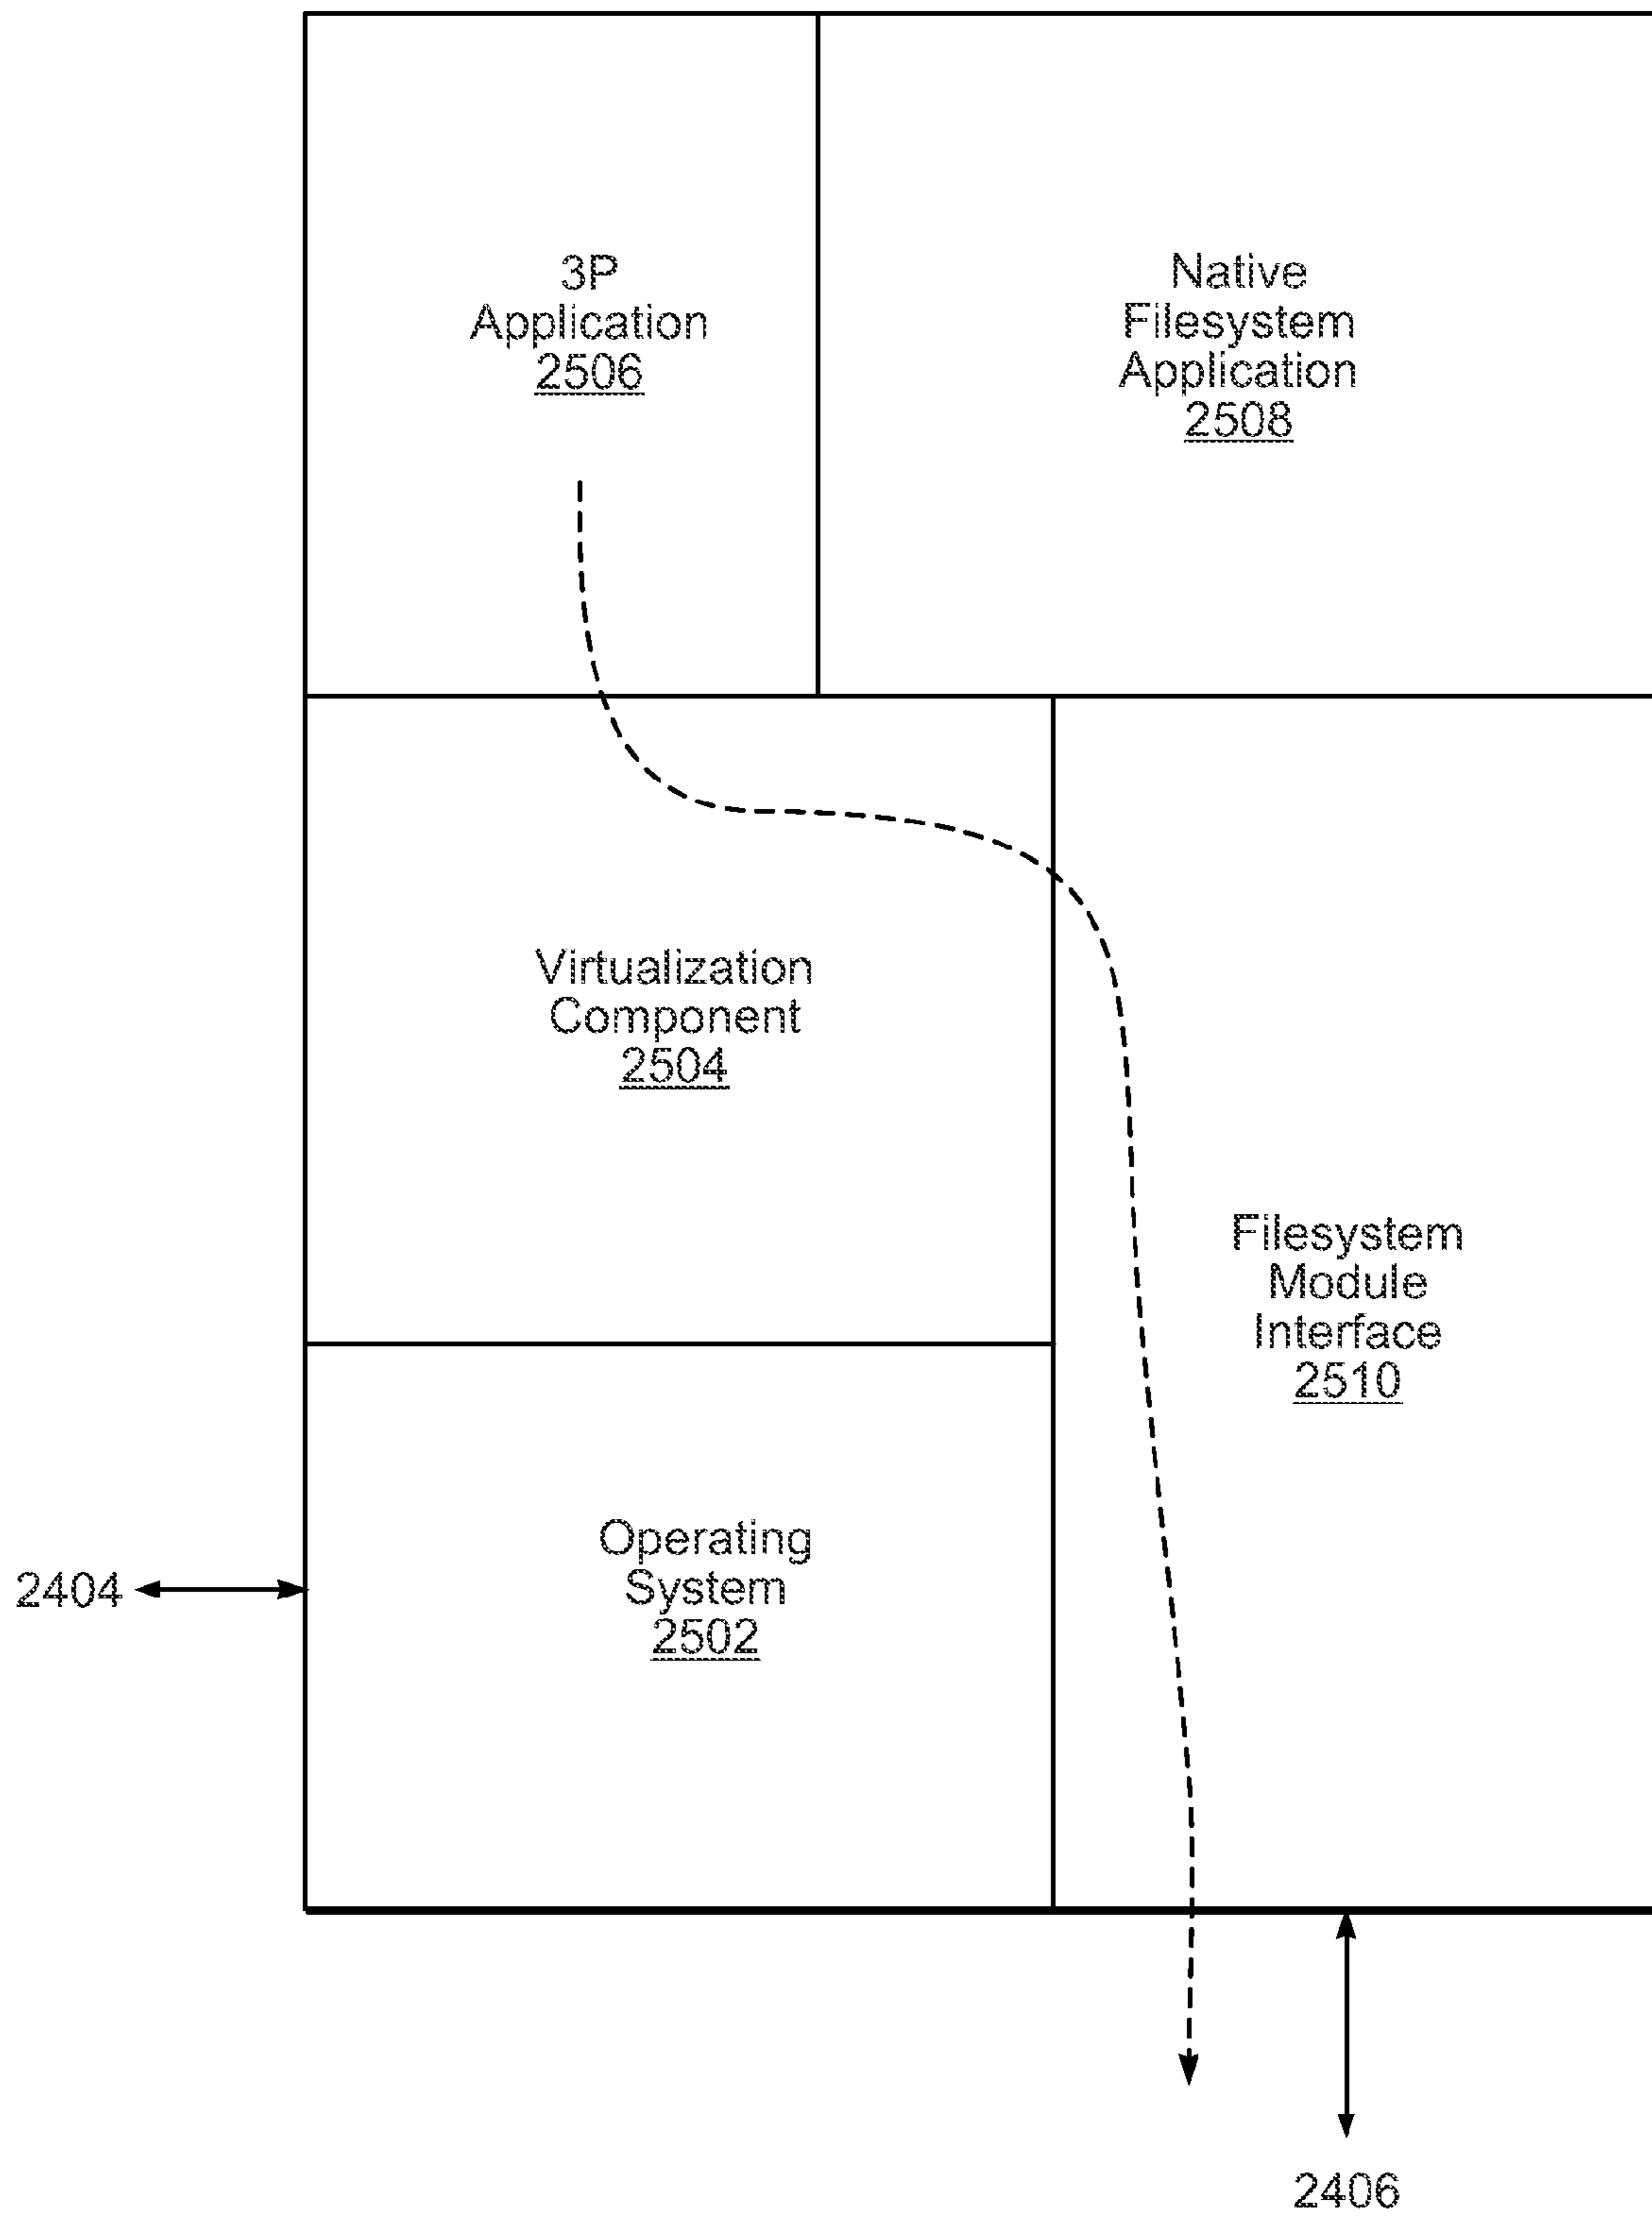 3P
Application
2506
Native
Filesystem
Application
2508
Virtualization
Component
2504
Filesystem
Module
Interface
2510
Operating
System
2502
2404
2406